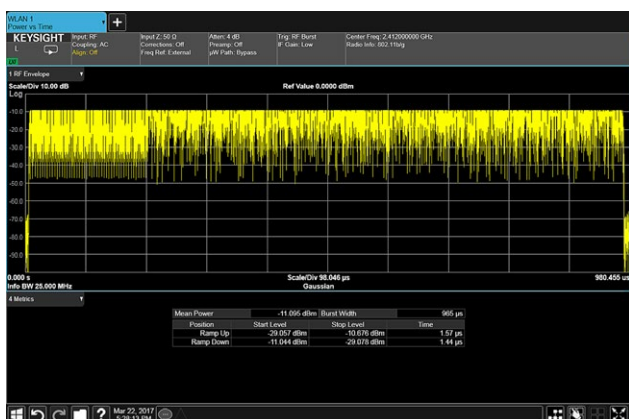 WLAN 1
Power vs Time
KEYSIGHT
L
Input: RF
Coupling: AC
Align: Off
Input Z: 50 Ω
Corrections: Off
Freq Ref: External
Atten: 4 dB
Preamp: Off
µW Path: Bypass
Trig: RF Burst
IF Gain: Low
Center Freq: 2.412000000 GHz
Radio Info: 802.11b/g
1 RF Envelope
Scale/Div 10.00 dB
Ref Value 0.0000 dBm
Log
-10.0
-20.0
-30.0
-40.0
-50.0
-60.0
-70.0
-80.0
-90.0
0.000 s
Scale/Div 98.046 µs
980.455 us
Info BW 25.000 MHz
Gaussian
4 Metrics
Mean Power -11.095 dBm Burst Width 965 µs
Position Start Level Stop Level Time
Ramp Up -29.057 dBm -10.676 dBm 1.57 µs
Ramp Down -11.044 dBm -29.078 dBm 1.44 µs
Mar 22, 2017